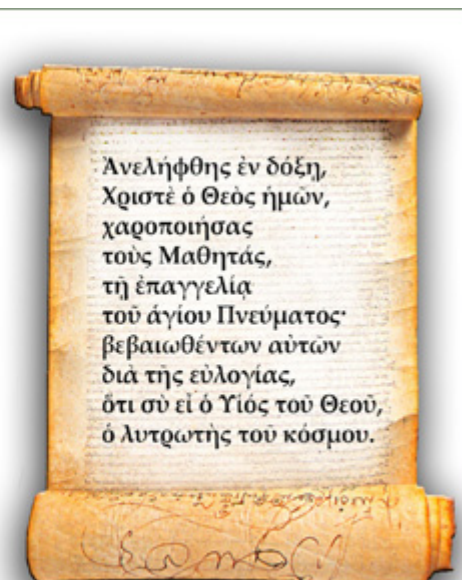 Ἀνελήφθης ἐν δόξῃ,
Χριστὲ ὁ Θεὸς ἡμῶν,
χαροποιήσας
τοὺς Μαθητάς,
τῇ ἐπαγγελίᾳ
τοῦ ἁγίου Πνεύματος·
βεβαιωθέντων αὐτῶν
διὰ τῆς εὐλογίας,
ὅτι σὺ εἶ ὁ Υἱός τοῦ Θεοῦ,
ὁ λυτρωτὴς τοῦ κόσμου.